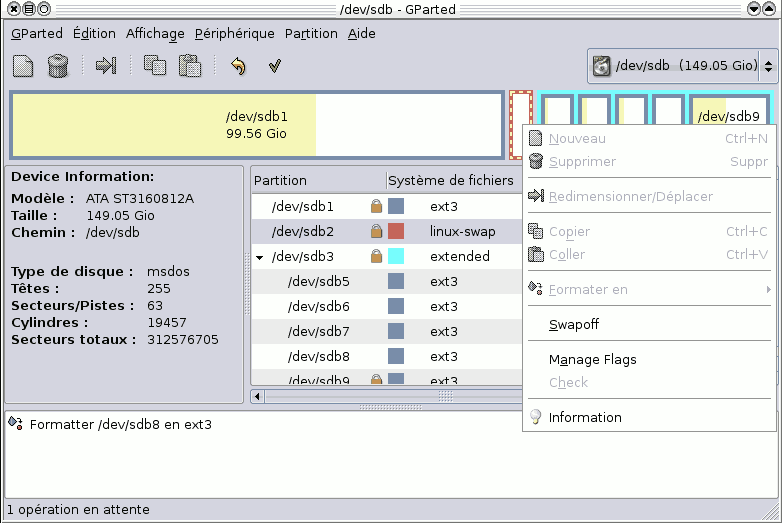 /dev/sdb - GParted
GParted Édition Affichage Périphérique Partition Aide
/dev/sdb (149.05 Gio)
/dev/sdb1
99.56 Gio
/dev/sdb9
Device Information:
Modèle : ATA ST3160812A
Taille : 149.05 Gio
Chemin : /dev/sdb
Type de disque : msdos
Têtes : 255
Secteurs/Pistes : 63
Cylindres : 19457
Secteurs totaux : 312576705
Partition Système de fichiers
/dev/sdb1 ext3
/dev/sdb2 linux-swap
/dev/sdb3 extended
/dev/sdb5 ext3
/dev/sdb6 ext3
/dev/sdb7 ext3
/dev/sdb8 ext3
/dev/sdb9 ext3
Nouveau Ctrl+N
Supprimer Suppr
Redimensionner/Déplacer
Copier Ctrl+C
Coller Ctrl+V
Formater en
Swapoff
Manage Flags
Check
Information
Formatter /dev/sdb8 en ext3
1 opération en attente